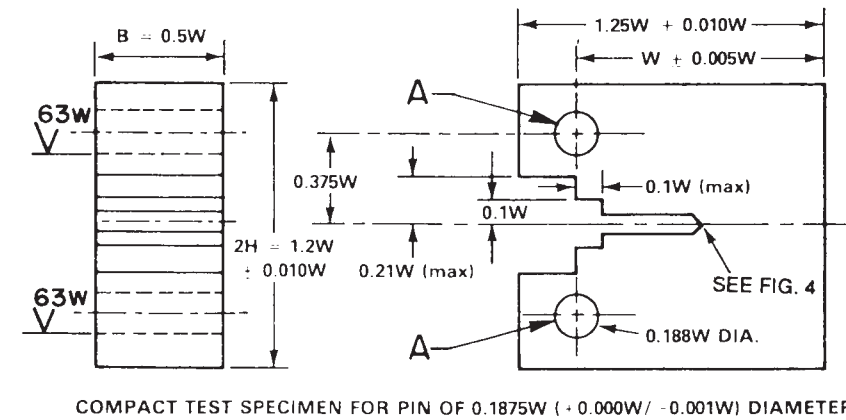 B = 0.5W
1.25W + 0.010W
W ± 0.005W
A
63W
0.375W
0.1W (max)
0.1W
2H = 1.2W
± 0.010W
0.21W (max)
63W
SEE FIG. 4
A
0.188W DIA.
COMPACT TEST SPECIMEN FOR PIN OF 0.1875W (+0.000W/ -0.001W) DIAMETER